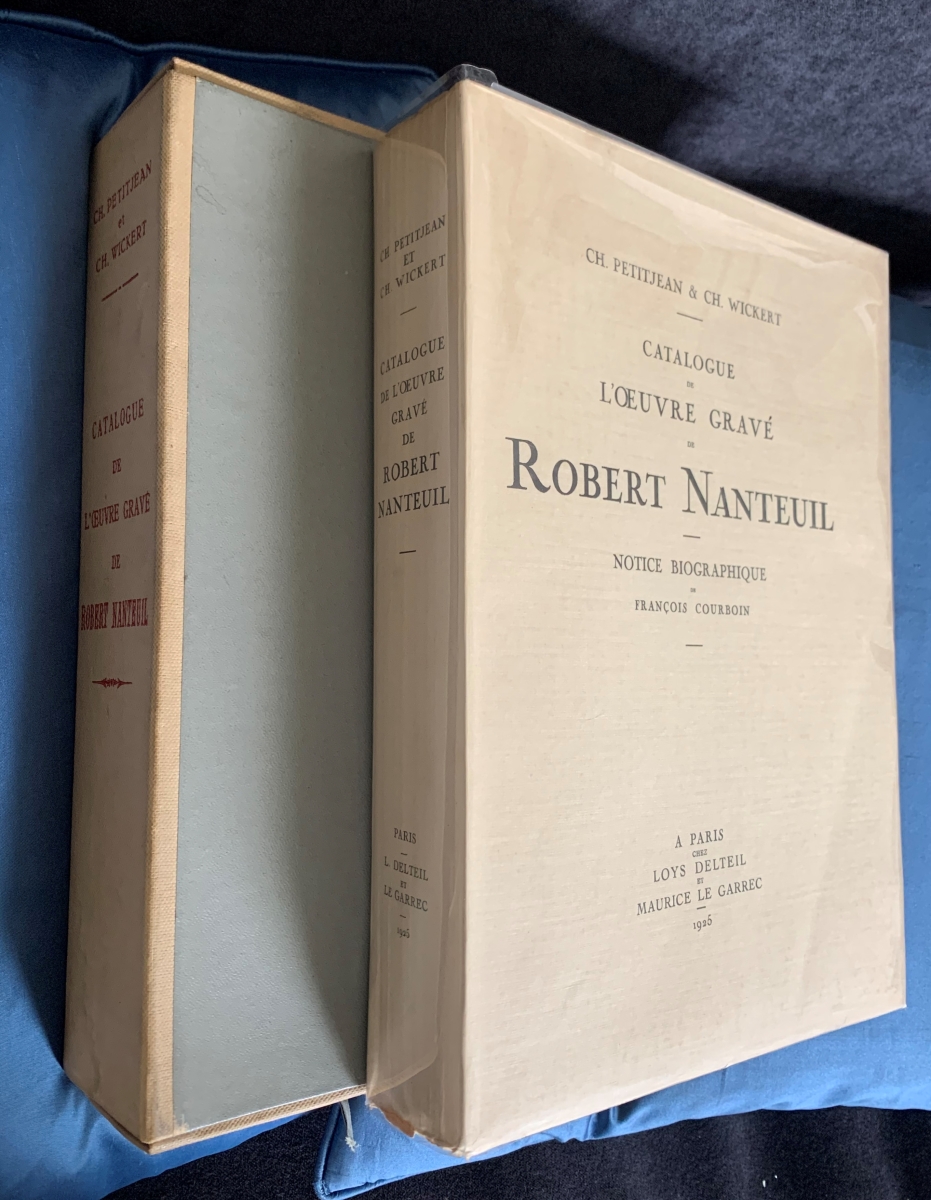 CH. PETITJEAN
et
CH. WICKERT
CATALOGUE
DE
L'ŒUVRE GRAVÉ
DE
ROBERT NANTEUIL
CH. PETITJEAN
ET
CH. WICKERT
CATALOGUE
DE L'ŒUVRE
GRAVÉ
DE
ROBERT
NANTEUIL
PARIS
L. DELTEIL
ET
LE GARREC
1925
CH. PETITJEAN & CH. WICKERT
CATALOGUE
DE
L'ŒUVRE GRAVÉ
DE
ROBERT NANTEUIL
NOTICE BIOGRAPHIQUE
DE
FRANÇOIS COURBOIN
A PARIS
CHEZ
LOYS DELTEIL
ET
MAURICE LE GARREC
1925